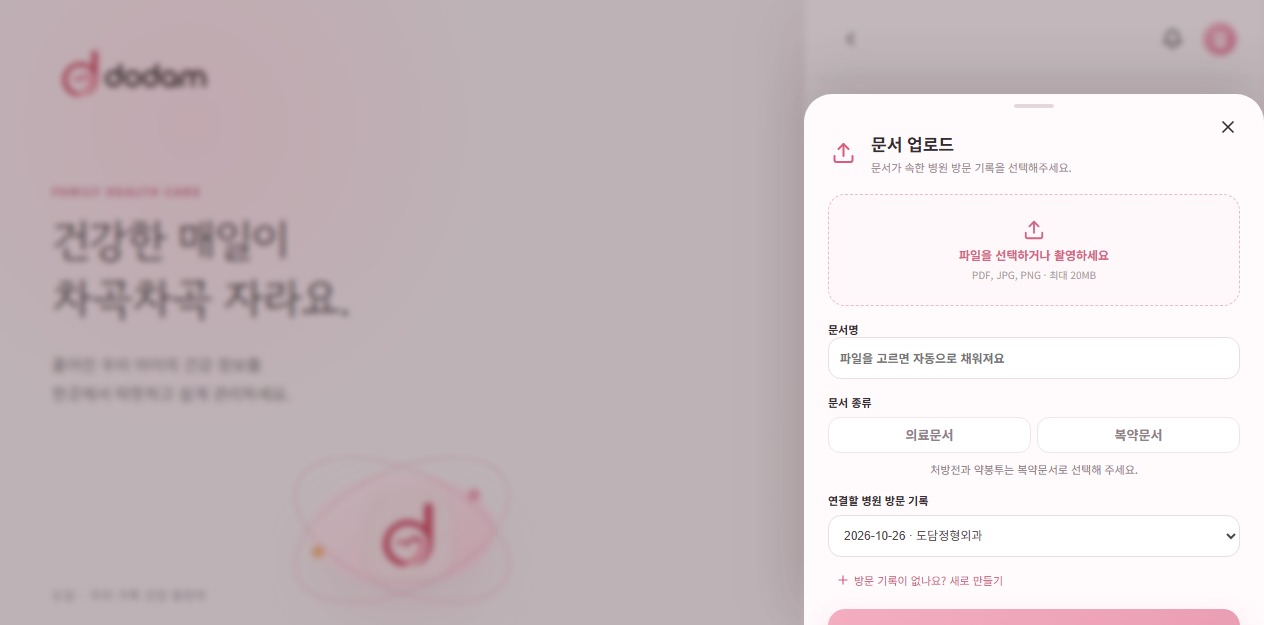 dodam
FAMILY HEALTH CARE
건강한 매일이
차곡차곡 자라요.
문서 업로드
문서가 속한 병원 방문 기록을 선택해주세요.
파일을 선택하거나 촬영하세요
PDF, JPG, PNG · 최대 20MB
문서명
파일을 고르면 자동으로 채워져요
문서 종류
의료문서
복약문서
처방전과 약봉투는 복약문서로 선택해 주세요.
연결할 병원 방문 기록
2026-10-26 · 도담정형외과
+ 방문 기록이 없나요? 새로 만들기